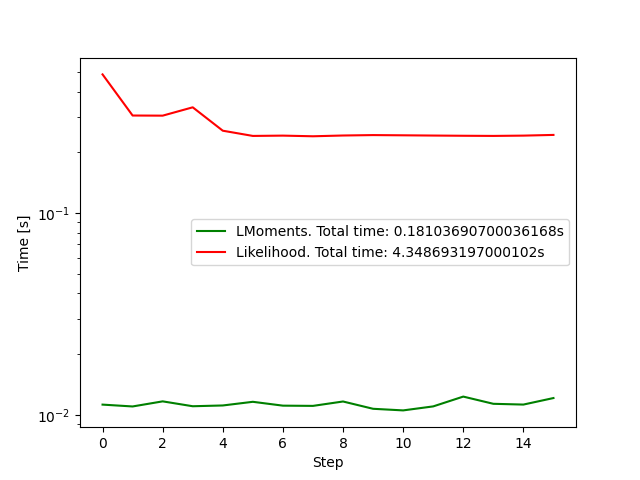 Time [s]
10⁻¹
10⁻²
LMoments. Total time: 0.18103690700036168s
Likelihood. Total time: 4.348693197000102s
0 2 4 6 8 10 12 14
Step